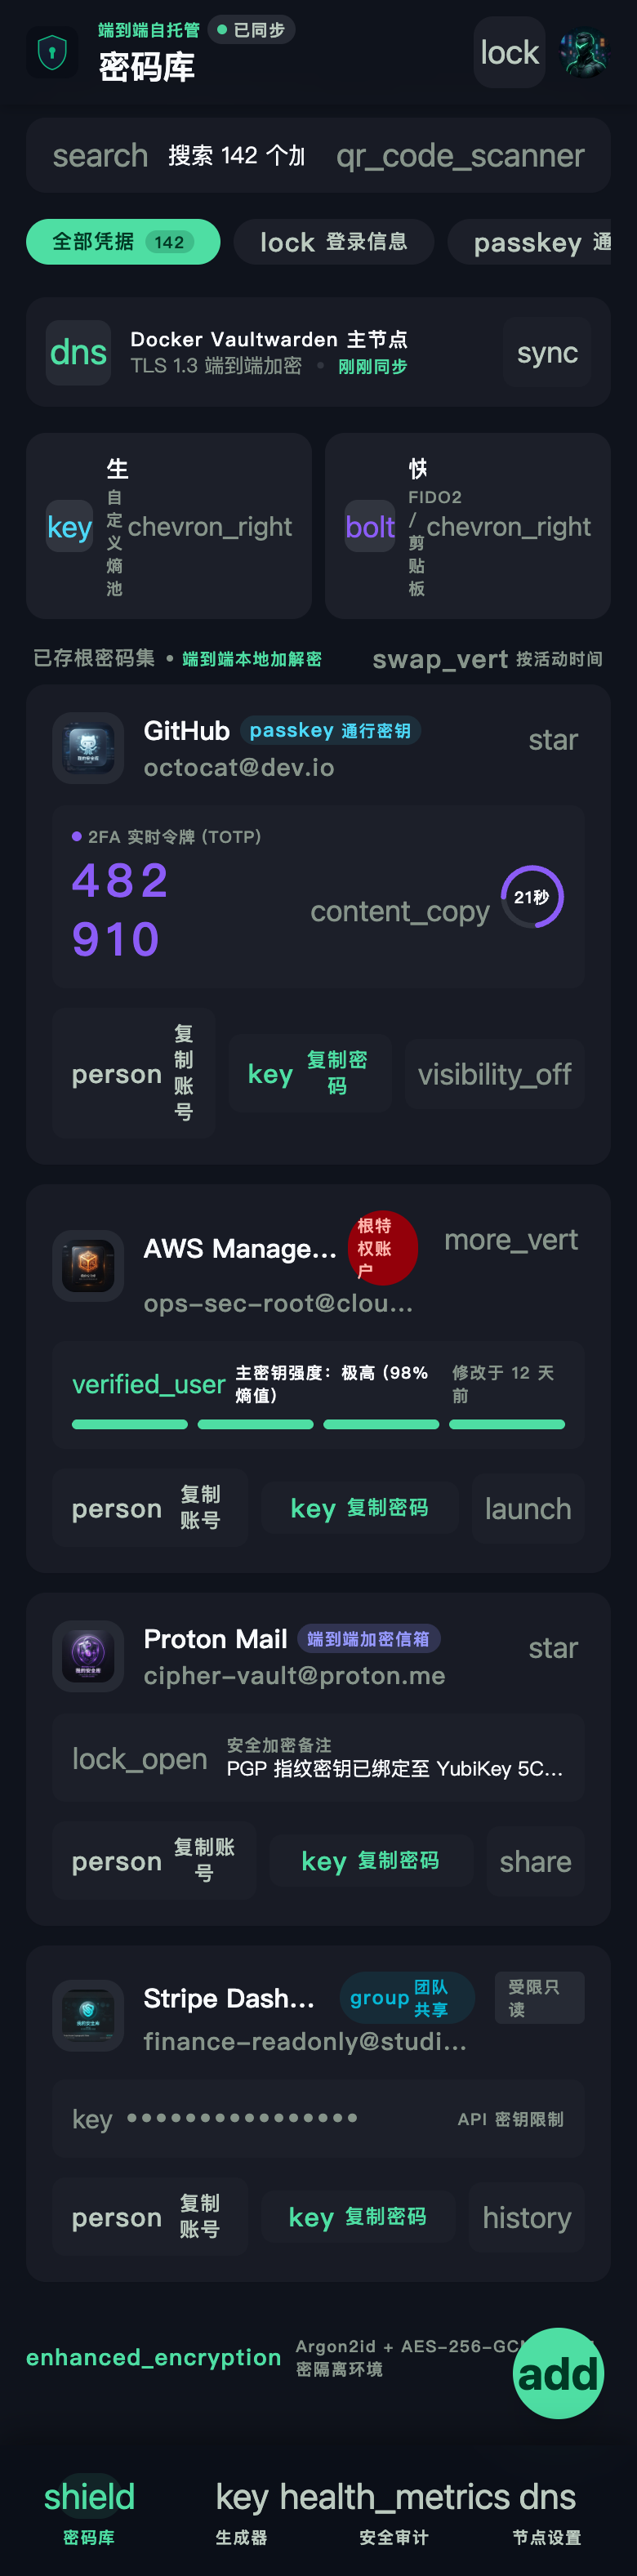 端到端自托管 已同步
密码库
lock
search 搜索 142 个加 qr_code_scanner
全部凭据 142 lock 登录信息 passkey 通
dns
Docker Vaultwarden 主节点
TLS 1.3 端到端加密 • 刚刚同步
sync
key
生
自
定
义
熵
池
chevron_right
bolt
快
FIDO2
/
剪
贴
板
chevron_right
已存根密码集 • 端到端本地加解密 swap_vert 按活动时间
GitHub passkey 通行密钥
octocat@dev.io
star
2FA 实时令牌 (TOTP)
482
910
content_copy 21秒
person 复
制
账
号
key 复制密
码
visibility_off
AWS Manage... 根特
权账
户
more_vert
ops-sec-root@clou...
verified_user 主密钥强度：极高 (98%
熵值)
修改于 12 天
前
person 复制
账号
key 复制密码
launch
Proton Mail 端到端加密信箱
cipher-vault@proton.me
star
lock_open
安全加密备注
PGP 指纹密钥已绑定至 YubiKey 5C...
person 复制账
号
key 复制密码
share
Stripe Dash... group 团队
共享
受限只
读
finance-readonly@studi...
key •••••••••••••••• API 密钥限制
person 复制
账号
key 复制密码
history
enhanced_encryption Argon2id + AES-256-GC
密隔离环境
add
shield key health_metrics dns
密码库 生成器 安全审计 节点设置